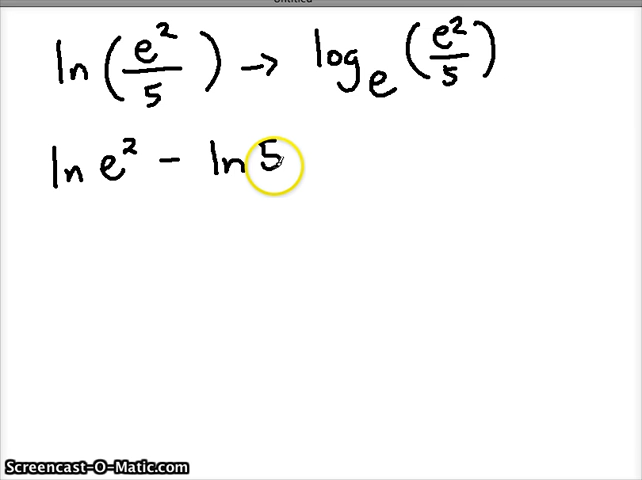 Untitled
ln (e²/5) → logₑ (e²/5)
ln e² - ln 5
Screencast-O-Matic.com